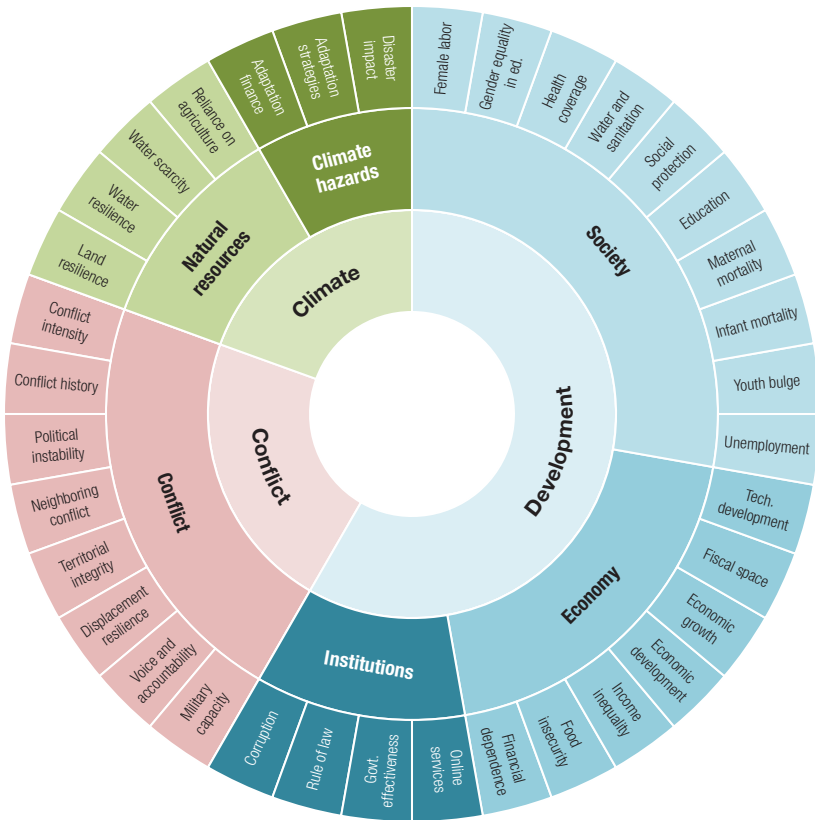 Development
Conflict
Climate
Society
Economy
Institutions
Conflict
Natural
resources
Climate
hazards
Female labor
Gender equality
in ed.
Health
coverage
Water and
sanitation
Social
protection
Education
Maternal
mortality
Infant mortality
Youth bulge
Unemployment
Tech.
development
Fiscal space
Economic
growth
Economic
development
Income
inequality
Food
insecurity
Financial
dependence
Online
services
Govt.
effectiveness
Rule of law
Corruption
Military
capacity
Voice and
accountability
Displacement
resilience
Territorial
integrity
Neighboring
conflict
Political
instability
Conflict history
Conflict
intensity
Land
resilience
Water
resilience
Water scarcity
Reliance on
agriculture
Adaptation
finance
Adaptation
strategies
Disaster
impact